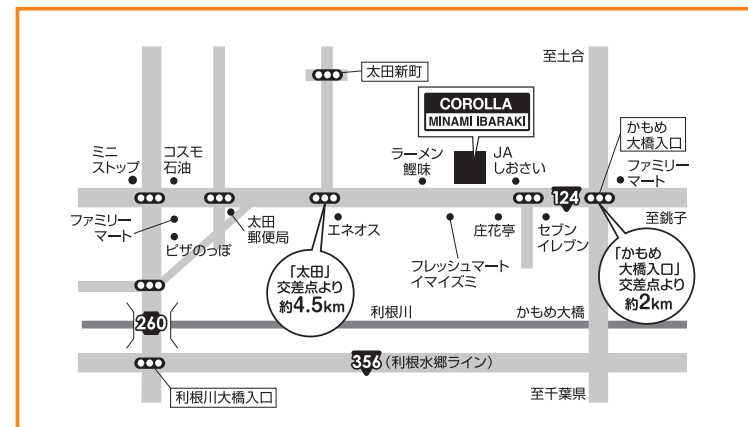 至土合
太田新町
COROLLA
MINAMI IBARAKI
かもめ
大橋入口
ミニ
ストップ
コスモ
石油
ラーメン
鰹味
JA
しおさい
ファミリー
マート
124
至銚子
ファミリー
マート
ピザのっぽ
太田
郵便局
エネオス
フレッシュマート
イマイズミ
庄花亭
セブン
イレブン
「太田」
交差点より
約4.5km
「かもめ
大橋入口」
交差点より
約2km
260
利根川
かもめ大橋
356
(利根水郷ライン)
利根川大橋入口
至千葉県